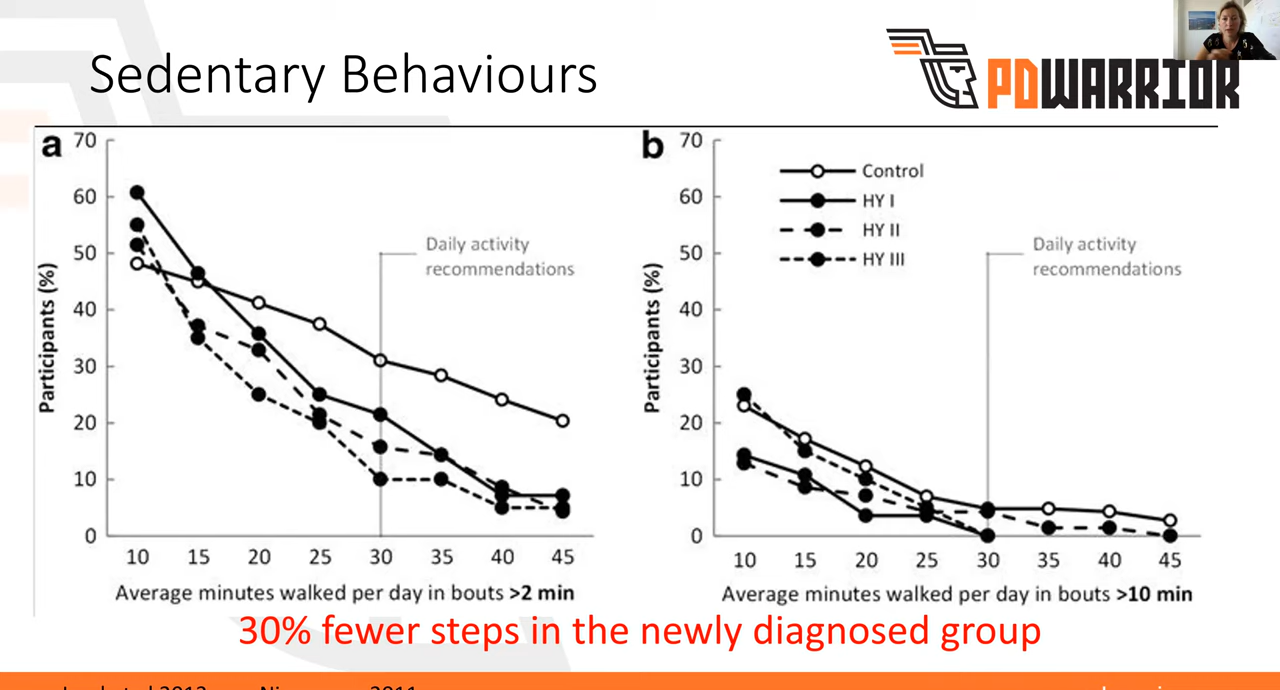 Sedentary Behaviours
PDWARRIOR
a
70
60
50
40
30
20
10
0
Participants (%)
Daily activity
recommendations
10 15 20 25 30 35 40 45
Average minutes walked per day in bouts >2 min
b
70
60
50
40
30
20
10
0
Participants (%)
Control
HY I
HY II
HY III
Daily activity
recommendations
10 15 20 25 30 35 40 45
Average minutes walked per day in bouts >10 min
30% fewer steps in the newly diagnosed group